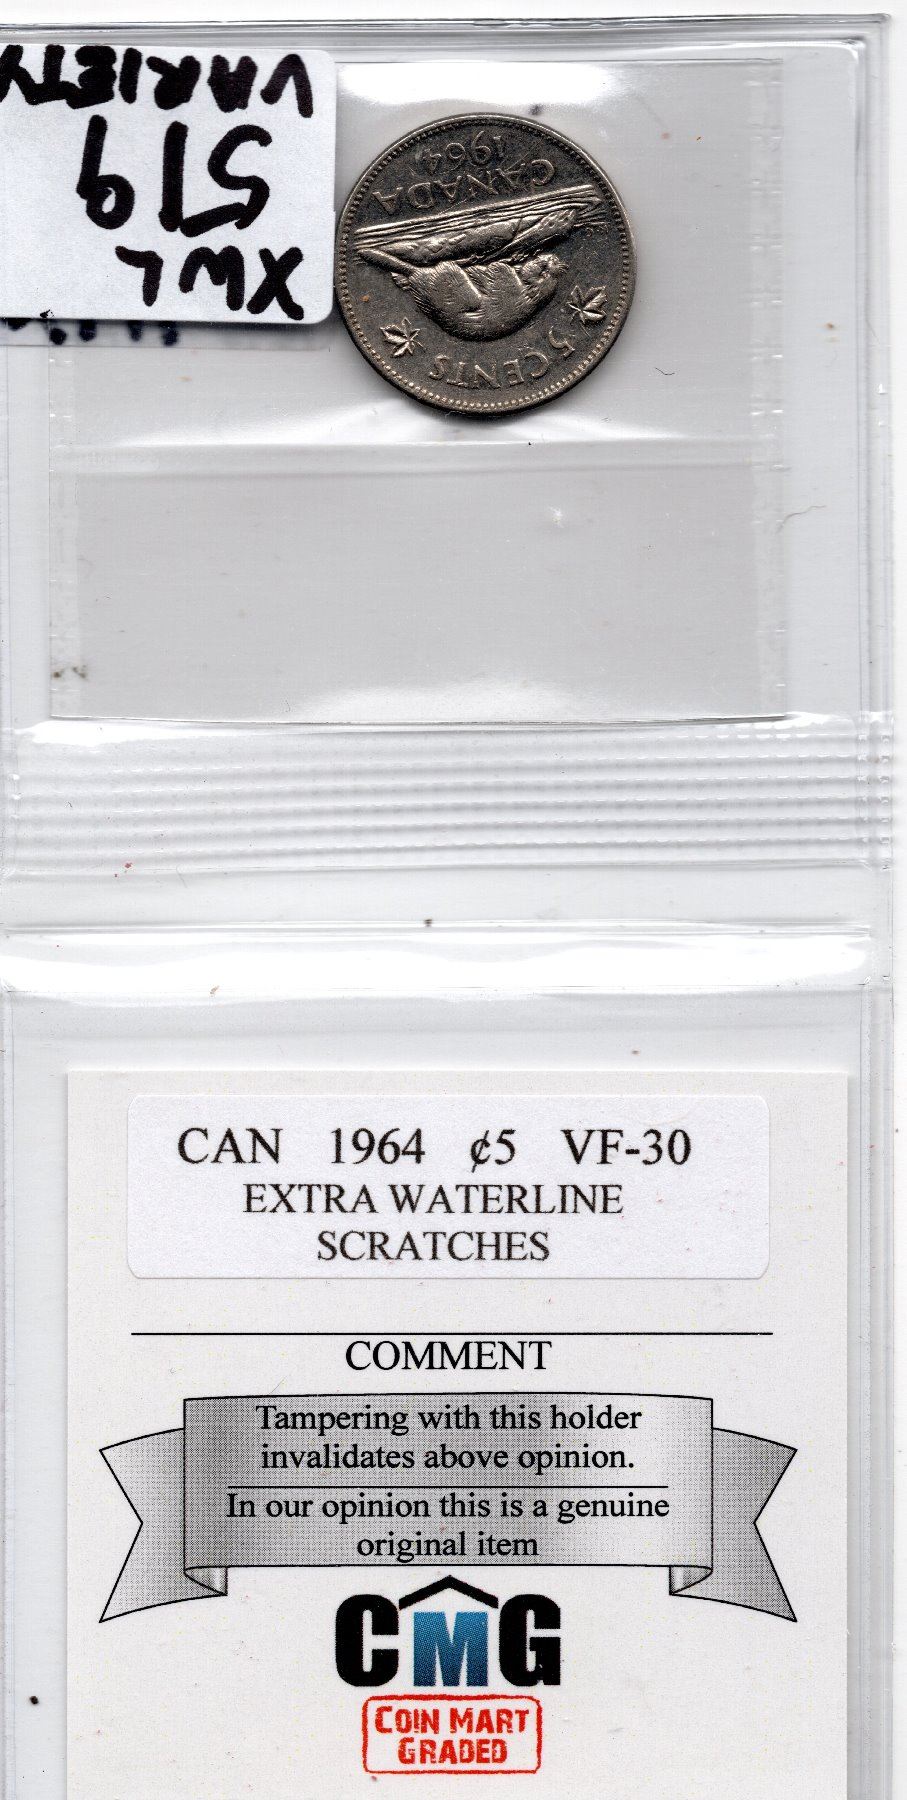 XWL
519
VARIETY
5 CENTS
CANADA
1964
CAN 1964 ¢5 VF-30
EXTRA WATERLINE
SCRATCHES
COMMENT
Tampering with this holder
invalidates above opinion.
In our opinion this is a genuine
original item
CMG
COIN MART
GRADED